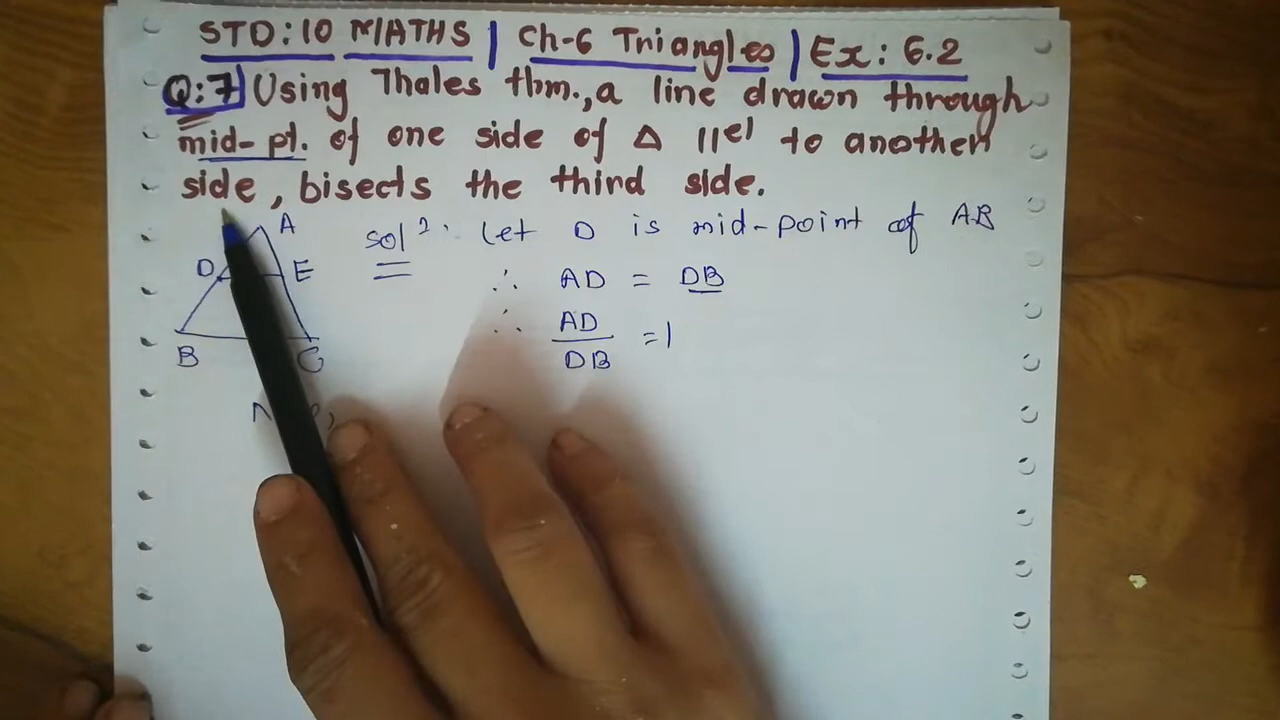 STD:10 MATHS | Ch-6 Triangles | Ex: 6.2
Q:7 Using Thales thm., a line drawn through
mid-pt. of one side of Δ ||el to another
side, bisects the third side.
A
D E
B C
soln. Let D is mid-point of AB
∴ AD = DB
∴ AD/DB = 1